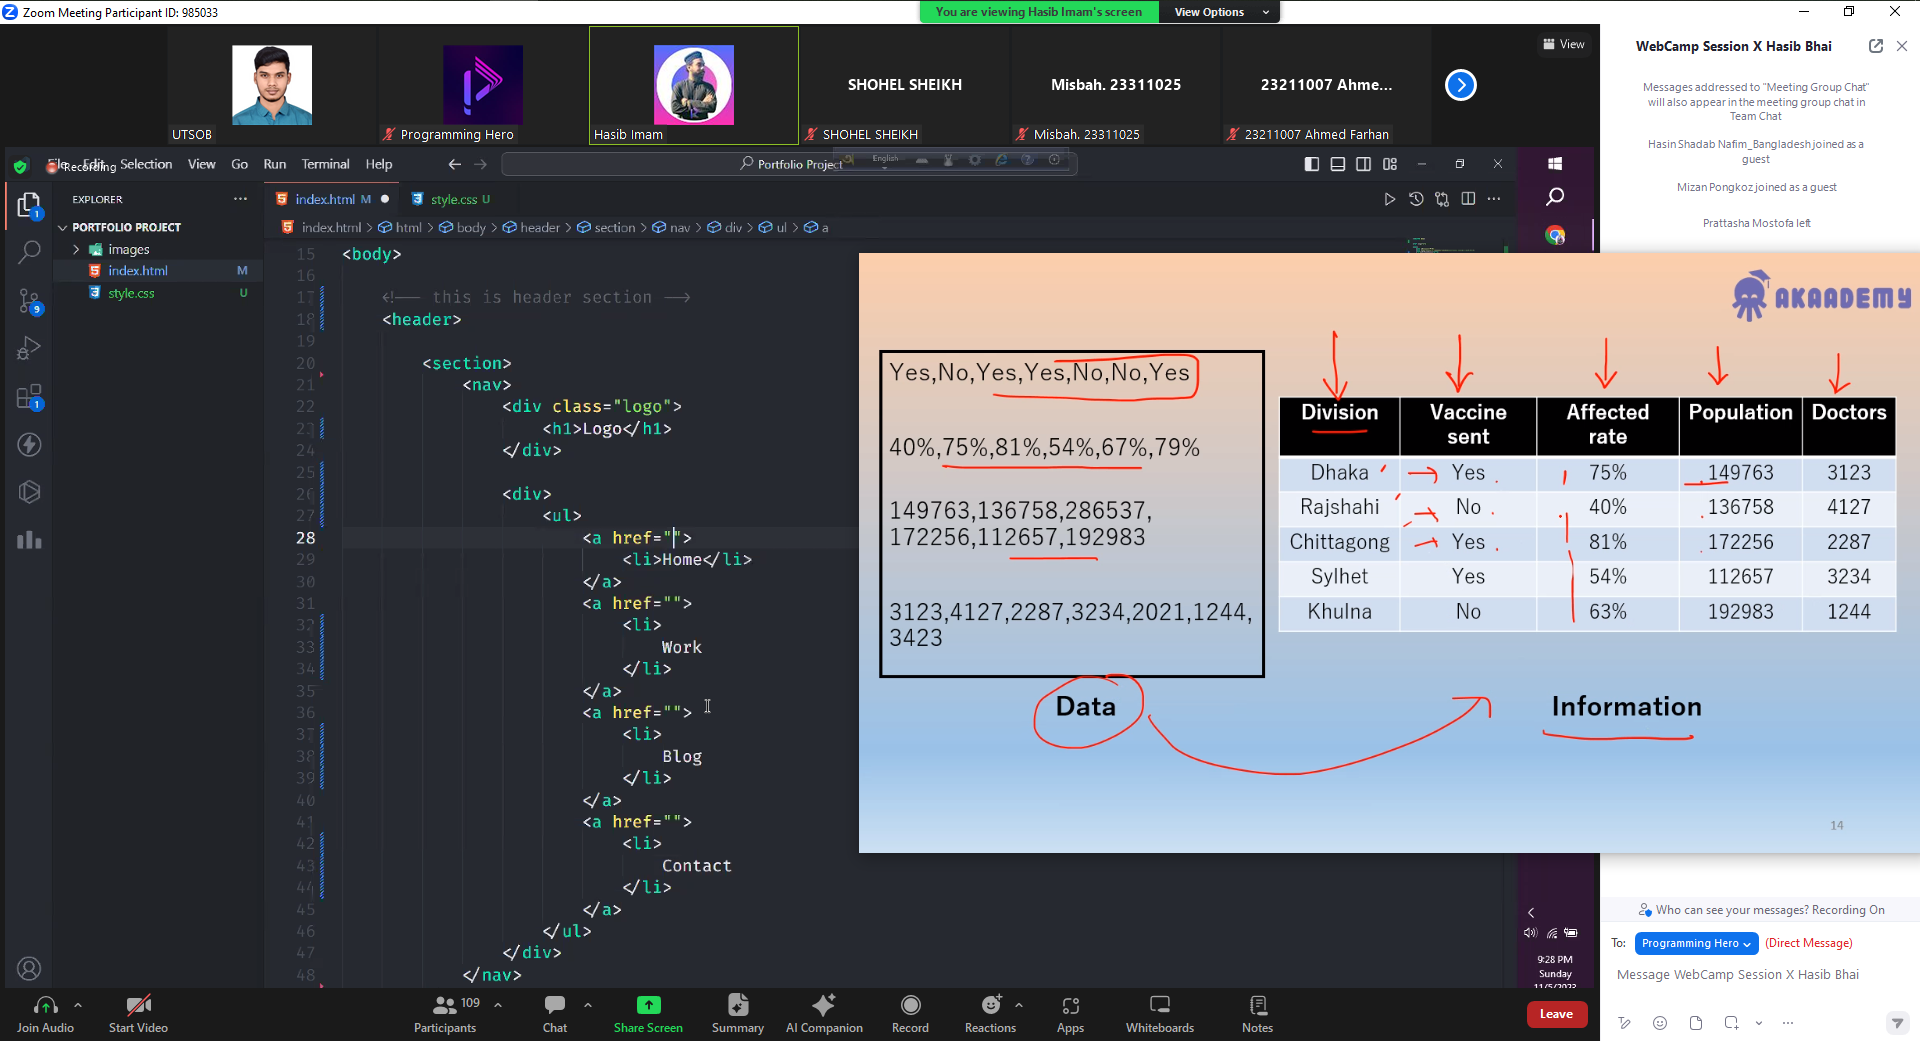 Zoom Meeting Participant ID: 985033
You are viewing Hasib Imam's screen
View Options
View
UTSOB
Programming Hero
Hasib Imam
SHOHEL SHEIKH
SHOHEL SHEIKH
Misbah. 23311025
Misbah. 23311025
23211007 Ahme...
23211007 Ahmed Farhan
WebCamp Session X Hasib Bhai
Messages addressed to "Meeting Group Chat"
will also appear in the meeting group chat in
Team Chat
Hasin Shadab Nafim_Bangladesh joined as a
guest
Mizan Pongkoz joined as a guest
Prattasha Mostofa left
Recording
File Edit Selection View Go Run Terminal Help
Portfolio Project
English
EXPLORER
PORTFOLIO PROJECT
images
index.html M
style.css U
1
9
1
index.html M
style.css U
index.html > html > body > header > section > nav > div > ul > a
15 <body>
16
17 <!-- this is header section -->
18 <header>
19
20 <section>
21 <nav>
22 <div class="logo">
23 <h1>Logo</h1>
24 </div>
25
26 <div>
27 <ul>
28 <a href="">
29 <li>Home</li>
30 </a>
31 <a href="">
32 <li>
33 Work
34 </li>
35 </a>
36 <a href="">
37 <li>
38 Blog
39 </li>
40 </a>
41 <a href="">
42 <li>
43 Contact
44 </li>
45 </a>
46 </ul>
47 </div>
48 </nav>
AKAADEMY
Yes,No,Yes,Yes,No,No,Yes
40%,75%,81%,54%,67%,79%
149763,136758,286537,
172256,112657,192983
3123,4127,2287,3234,2021,1244,
3423
Data
Division Vaccine sent Affected rate Population Doctors
Dhaka Yes 75% 149763 3123
Rajshahi No 40% 136758 4127
Chittagong Yes 81% 172256 2287
Sylhet Yes 54% 112657 3234
Khulna No 63% 192983 1244
Information
14
9:28 PM
Sunday
Who can see your messages? Recording On
To: Programming Hero (Direct Message)
Message WebCamp Session X Hasib Bhai
Join Audio
Start Video
109
Participants
Chat
Share Screen
Summary
AI Companion
Record
Reactions
Apps
Whiteboards
Notes
Leave